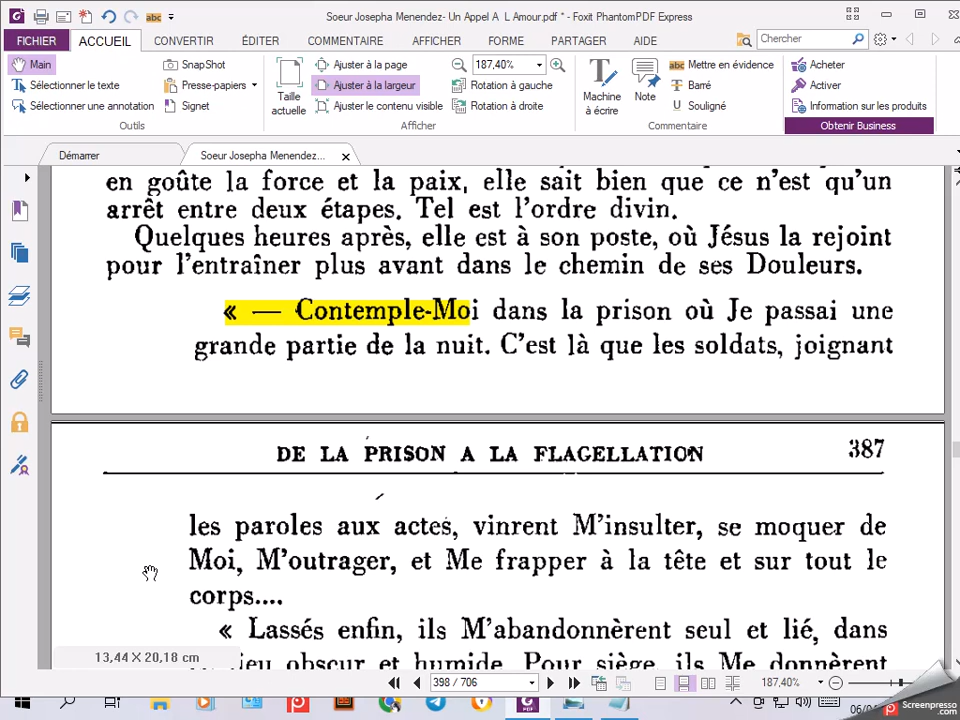 Soeur Josepha Menendez- Un Appel A L Amour.pdf * - Foxit PhantomPDF Express
FICHIER ACCUEIL CONVERTIR ÉDITER COMMENTAIRE AFFICHER FORME PARTAGER AIDE Chercher
Main SnapShot Ajuster à la page 187,40% Mettre en évidence Acheter
Sélectionner le texte Presse-papiers Ajuster à la largeur Rotation à gauche Barré Activer
Sélectionner une annotation Signet Taille actuelle Ajuster le contenu visible Rotation à droite Machine à écrire Note Souligné Information sur les produits
Outils Afficher Commentaire Obtenir Business
Démarrer Soeur Josepha Menendez...
en goûte la force et la paix, elle sait bien que ce n'est qu'un
arrêt entre deux étapes. Tel est l'ordre divin.
Quelques heures après, elle est à son poste, où Jésus la rejoint
pour l'entraîner plus avant dans le chemin de ses Douleurs.
« — Contemple-Moi dans la prison où Je passai une
grande partie de la nuit. C'est là que les soldats, joignant
DE LA PRISON A LA FLAGELLATION 387
les paroles aux actes, vinrent M'insulter, se moquer de
Moi, M'outrager, et Me frapper à la tête et sur tout le
corps....
« Lassés enfin, ils M'abandonnèrent seul et lié, dans
obscur et humide. Pour siège, ils Me donnèrent
13,44 X 20,18 cm
398 / 706 187,40%
Screenpresso
.com